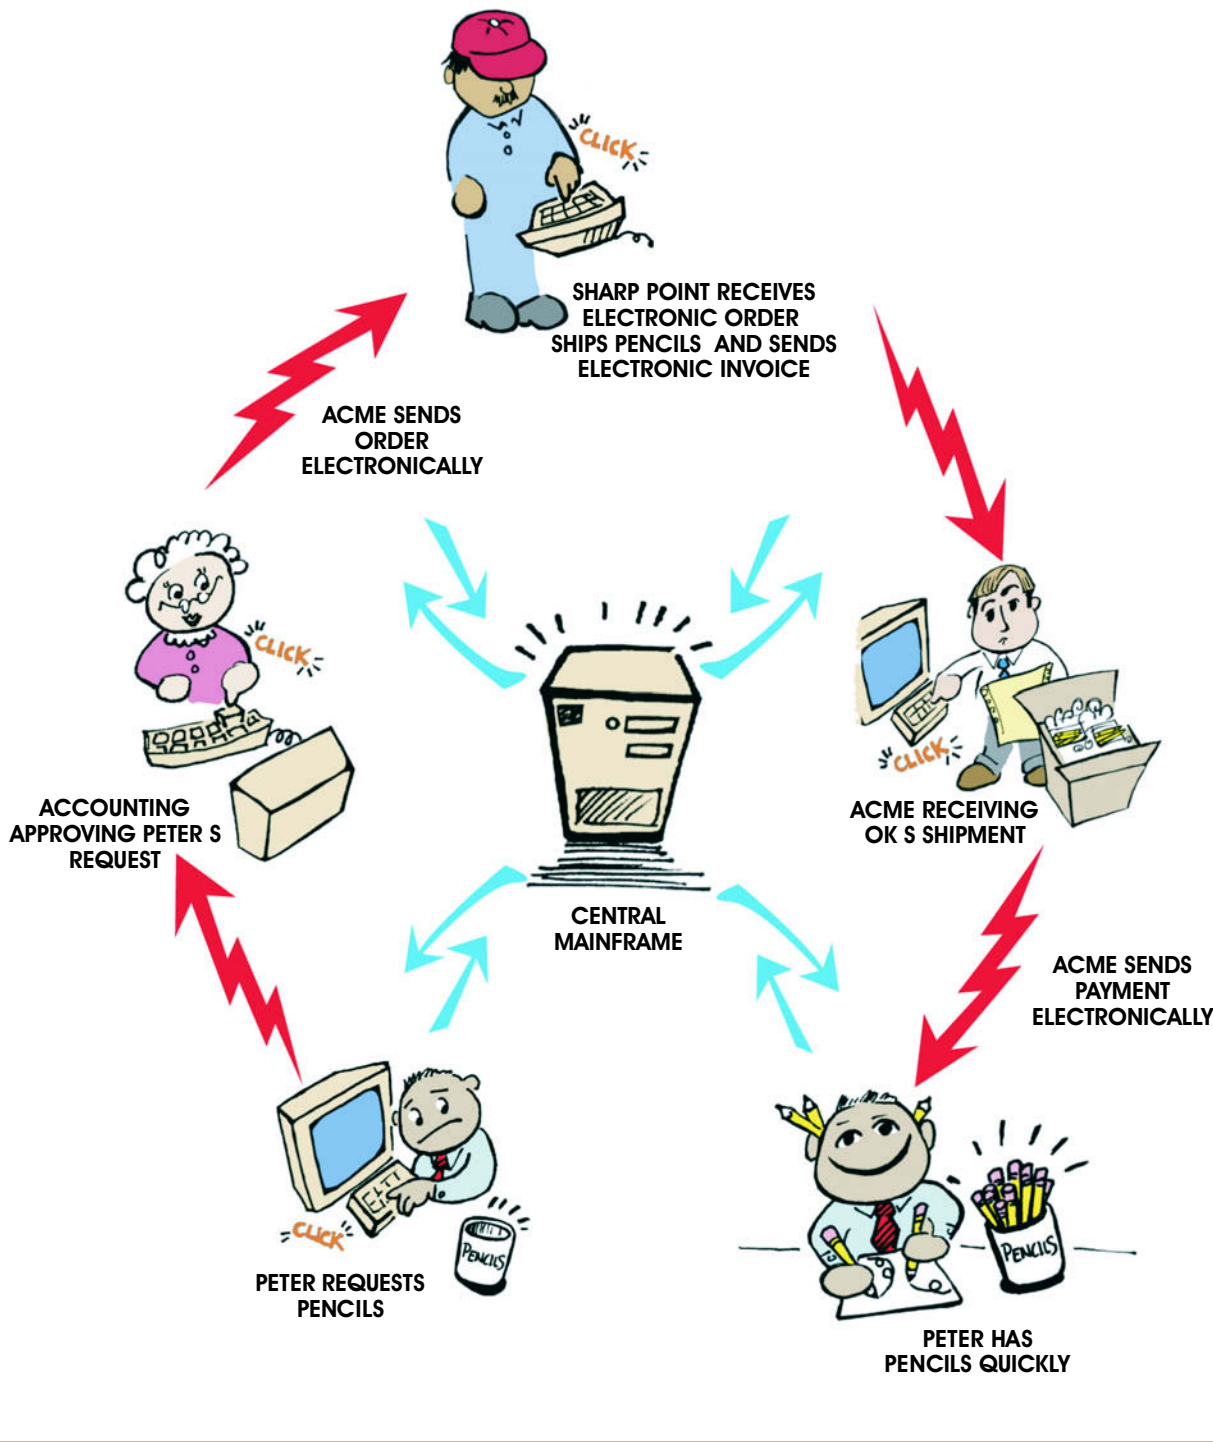 CLICK
SHARP POINT RECEIVES
ELECTRONIC ORDER
SHIPS PENCILS AND SENDS
ELECTRONIC INVOICE
ACME SENDS
ORDER
ELECTRONICALLY
CLICK
ACCOUNTING
APPROVING PETER S
REQUEST
CLICK
ACME RECEIVING
OK S SHIPMENT
CENTRAL
MAINFRAME
ACME SENDS
PAYMENT
ELECTRONICALLY
CLICK
PENCILS
PETER REQUESTS
PENCILS
PENCILS
PETER HAS
PENCILS QUICKLY